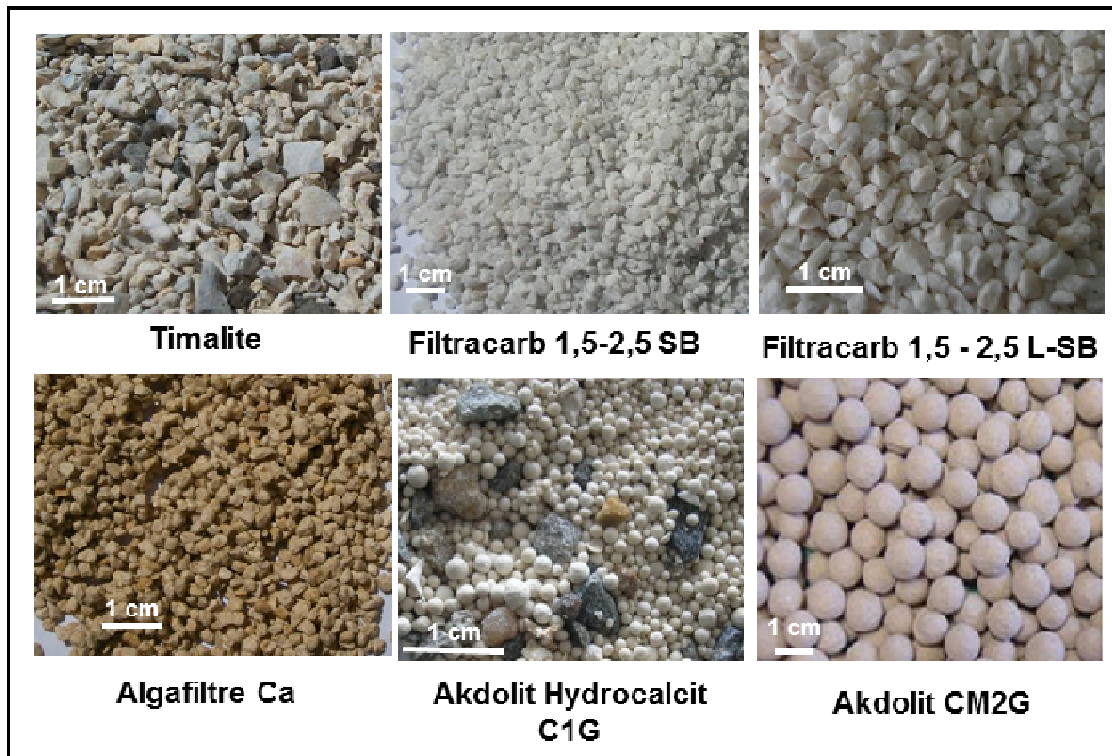 1 cm
1 cm
1 cm
Timalite
Filtracarb 1,5-2,5 SB
Filtracarb 1,5 - 2,5 L-SB
1 cm
1 cm
1 cm
Algafiltre Ca
Akdolit Hydrocalcit
C1G
Akdolit CM2G